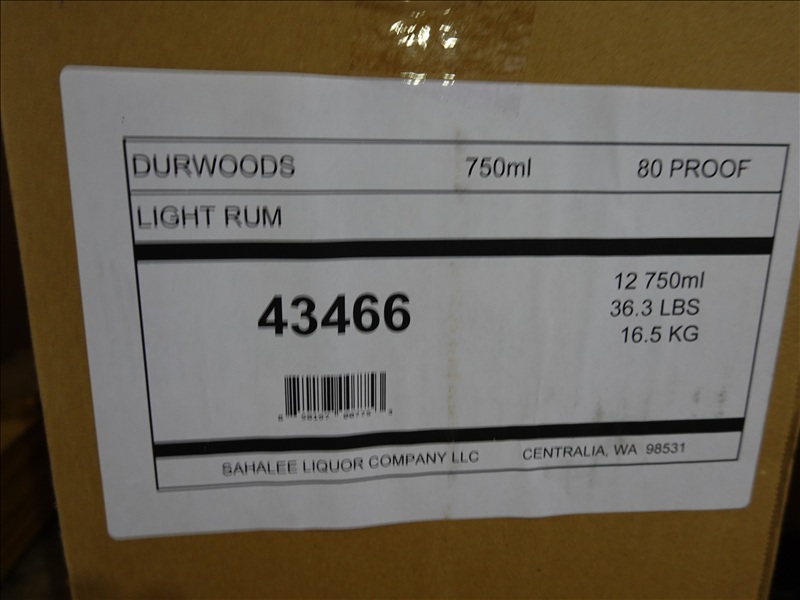 DURWOODS 750ml 80 PROOF
LIGHT RUM
43466
12 750ml
36.3 LBS
16.5 KG
SAHALEE LIQUOR COMPANY LLC CENTRALIA, WA 98531